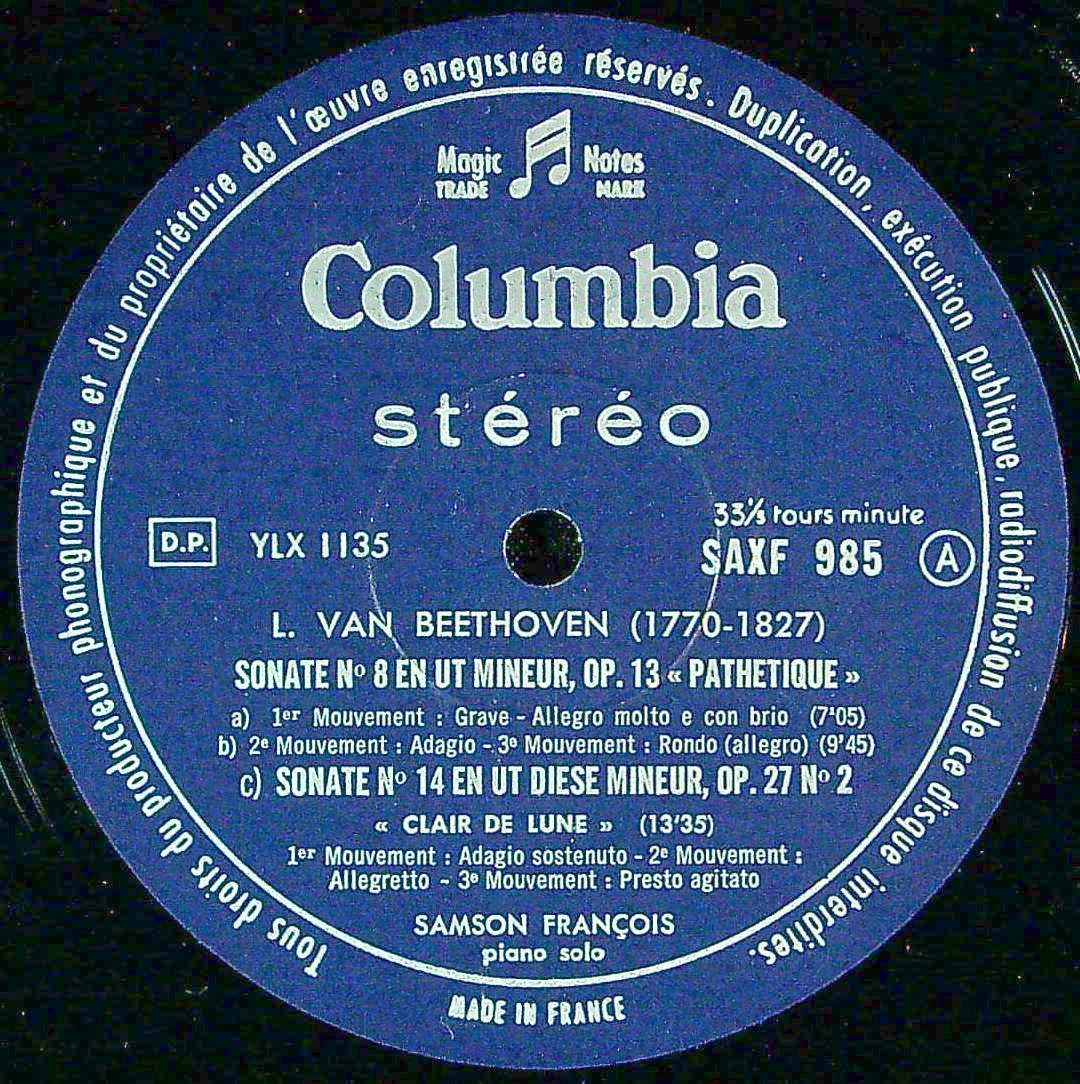 Tous droits du producteur phonographique et du propriétaire de l'œuvre enregistrée réservés. Duplication, exécution publique, radiodiffusion de ce disque interdites.
Magic Notes
TRADE MARK
Columbia
stéréo
33⅓ tours minute
D.P. YLX 1135 SAXF 985 A
L. VAN BEETHOVEN (1770-1827)
SONATE Nº 8 EN UT MINEUR, OP. 13 « PATHETIQUE »
a) 1er Mouvement : Grave - Allegro molto e con brio (7'05)
b) 2e Mouvement : Adagio - 3e Mouvement : Rondo (allegro) (9'45)
c) SONATE Nº 14 EN UT DIESE MINEUR, OP. 27 Nº 2
« CLAIR DE LUNE » (13'35)
1er Mouvement : Adagio sostenuto - 2e Mouvement :
Allegretto - 3e Mouvement : Presto agitato
SAMSON FRANÇOIS
piano solo
MADE IN FRANCE